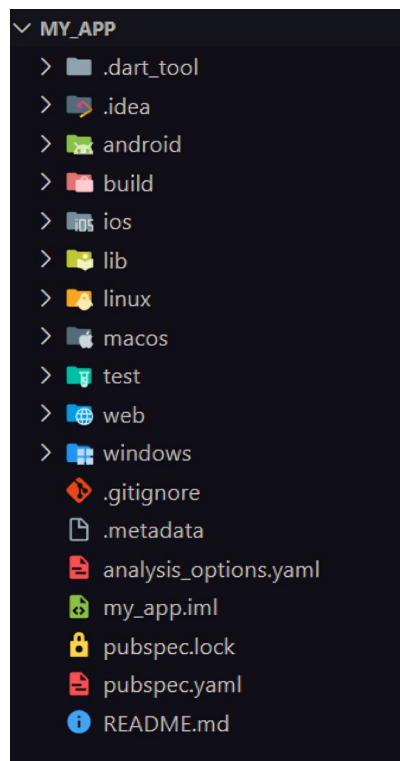 MY_APP
.dart_tool
.idea
android
build
iOS ios
lib
linux
macos
test
web
windows
.gitignore
.metadata
analysis_options.yaml
my_app.iml
pubspec.lock
pubspec.yaml
README.md